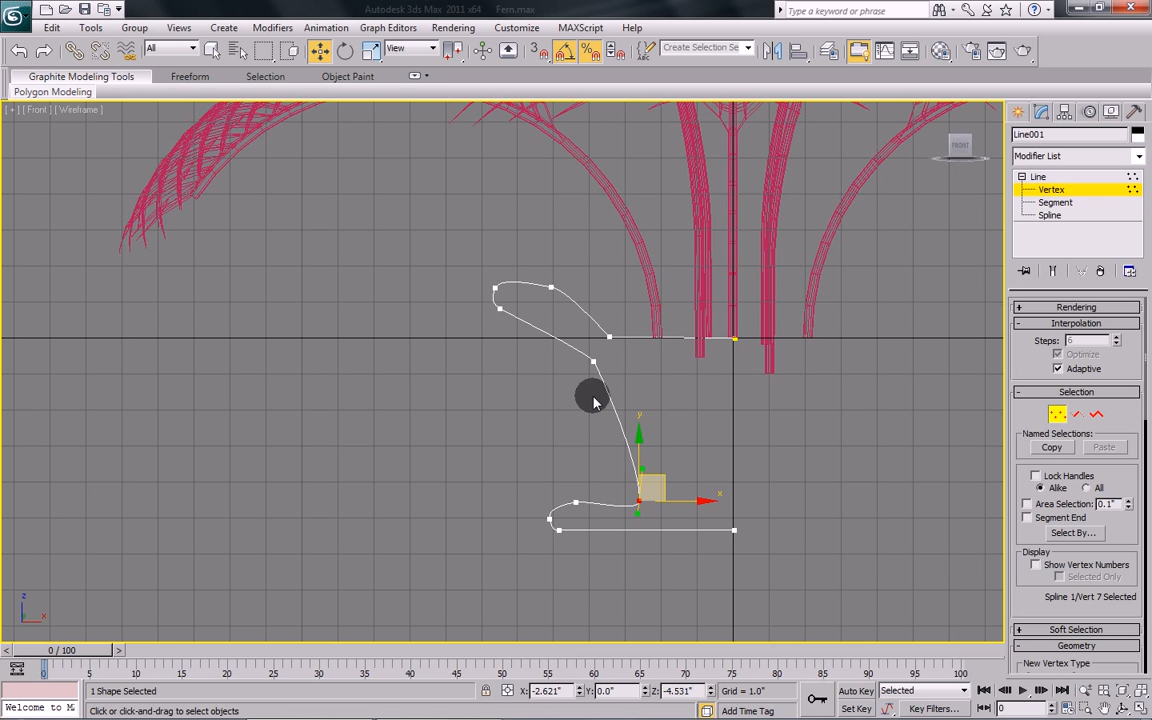 Autodesk 3ds Max 2011 x64 Fern.max
Type a keyword or phrase
Edit Tools Group Views Create Modifiers Animation Graph Editors Rendering Customize MAXScript Help
All View 3 Create Selection Se
Graphite Modeling Tools Freeform Selection Object Paint
Polygon Modeling
[ + ] [ Front ] [ Wireframe ]
FRONT
y
x
z
x
Line001
Modifier List
Line
Vertex
Segment
Spline
+ Rendering
- Interpolation
Steps: 6
Optimize
Adaptive
- Selection
Named Selections:
Copy Paste
Lock Handles
Alike All
Area Selection: 0.1"
Segment End
Select By...
Display
Show Vertex Numbers
Selected Only
Spline 1/Vert 7 Selected
+ Soft Selection
- Geometry
New Vertex Type
< 0 / 100 >
0 5 10 15 20 25 30 35 40 45 50 55 60 65 70 75 80 85 90 95 100
1 Shape Selected X: -2.621" Y: 0.0" Z: -4.531" Grid = 1.0" Auto Key Selected
Welcome to M Click or click-and-drag to select objects Add Time Tag Set Key Key Filters... 0